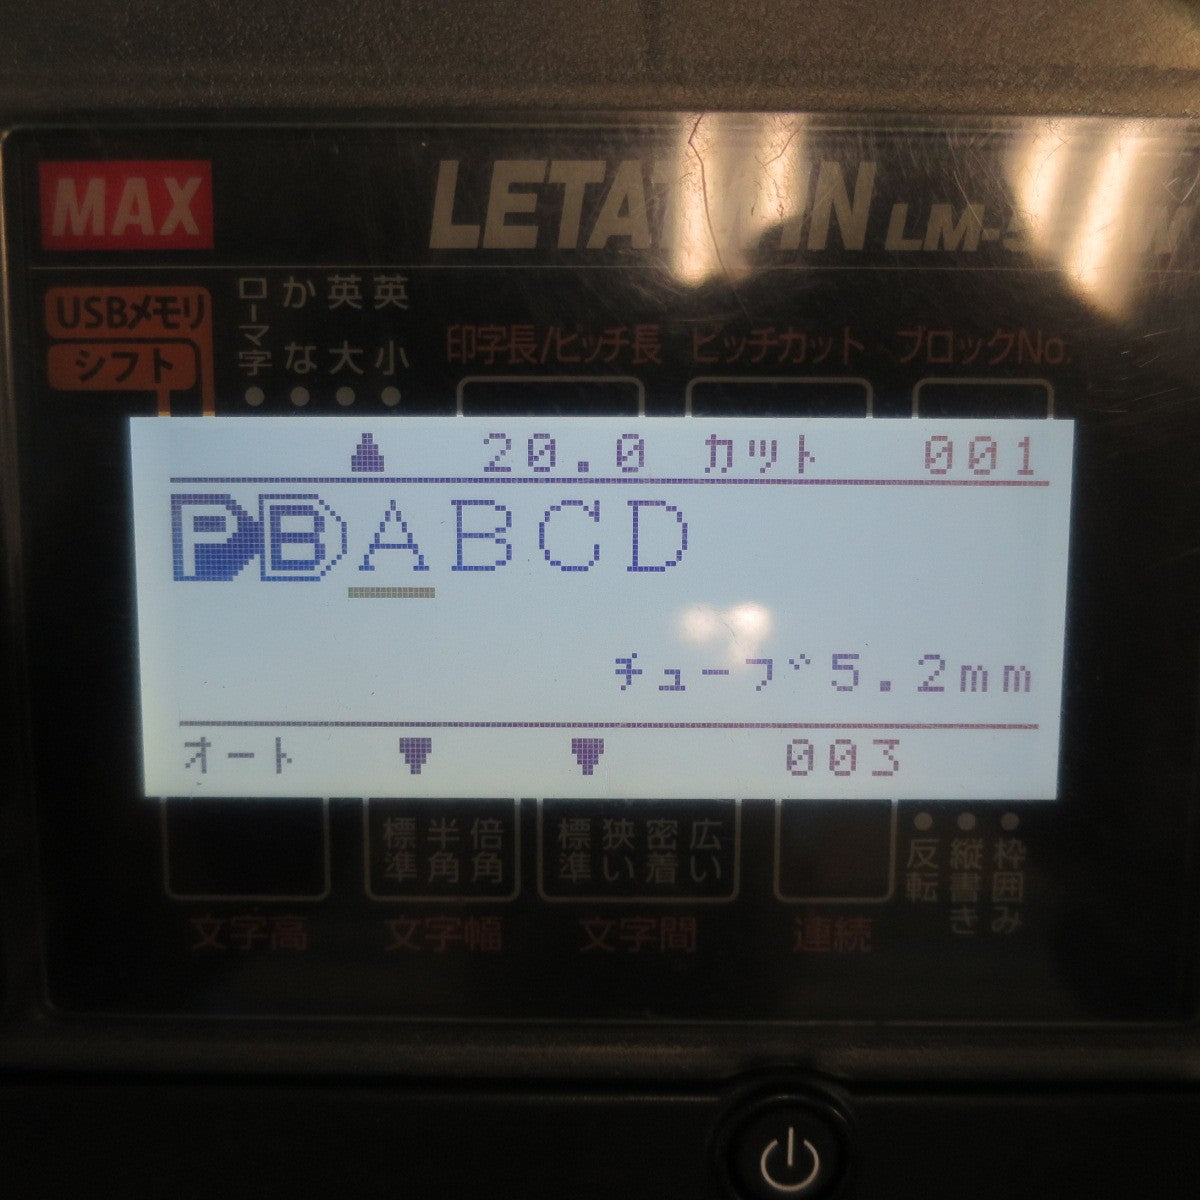 MAX LETATWIN
USBメモリ
シフト
ローマ字 かな 英大 英小
印字長/ピッチ長 ピッチカット ブロックNo.
▲ 20.0 カット 001
PBABCD
チューブ5.2mm
オート ▼ ▼ 003
標準 半角 倍角 標準 狭い 密着 広い 反転 縦書き 枠囲み
文字高 文字幅 文字間 連続